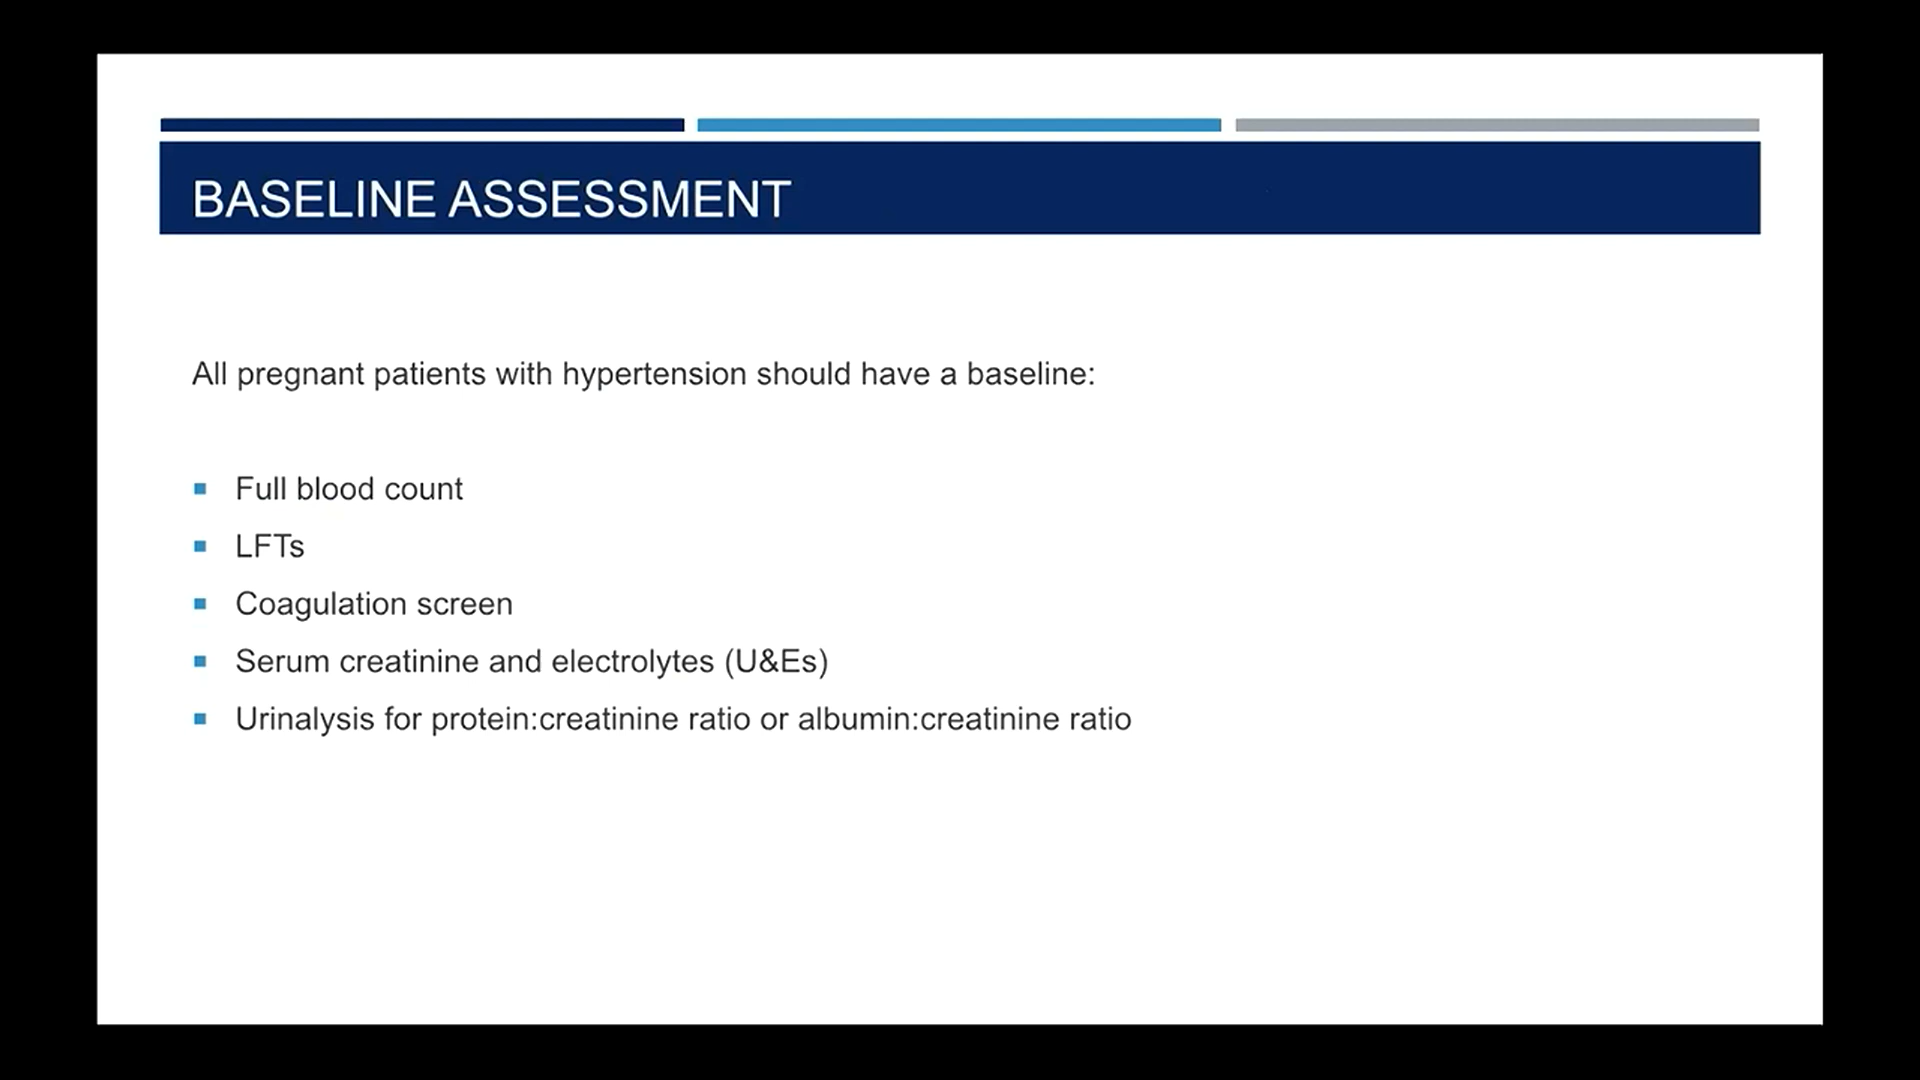 BASELINE ASSESSMENT
All pregnant patients with hypertension should have a baseline:
Full blood count
LFTs
Coagulation screen
Serum creatinine and electrolytes (U&Es)
Urinalysis for protein:creatinine ratio or albumin:creatinine ratio